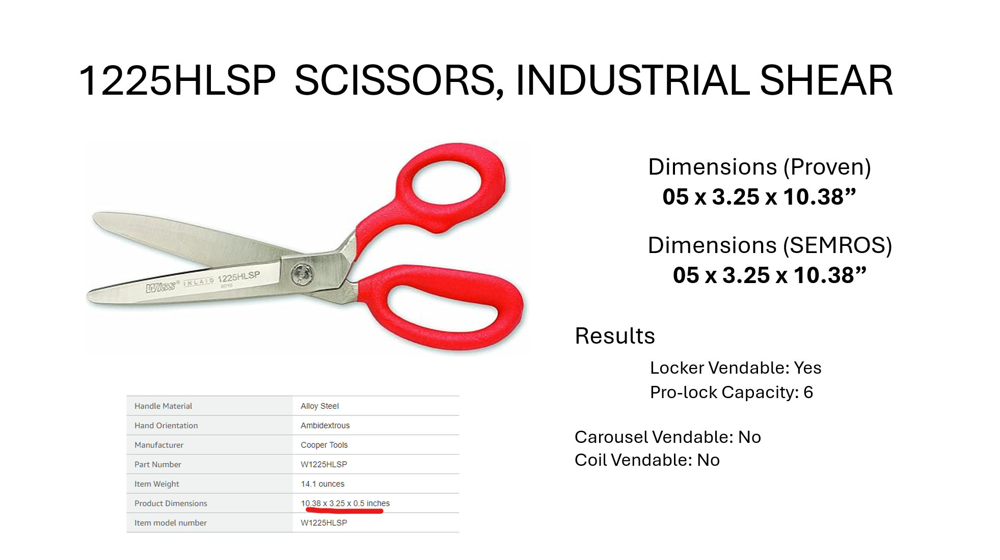 1225HLSP  SCISSORS, INDUSTRIAL SHEAR
Wiss® INLAID 1225HLSP
07/10
Dimensions (Proven)
05 x 3.25 x 10.38”
Dimensions (SEMROS)
05 x 3.25 x 10.38”
Results
Locker Vendable: Yes
Pro-lock Capacity: 6
Carousel Vendable: No
Coil Vendable: No
Handle Material Alloy Steel
Hand Orientation Ambidextrous
Manufacturer Cooper Tools
Part Number W1225HLSP
Item Weight 14.1 ounces
Product Dimensions 10.38 x 3.25 x 0.5 inches
Item model number W1225HLSP